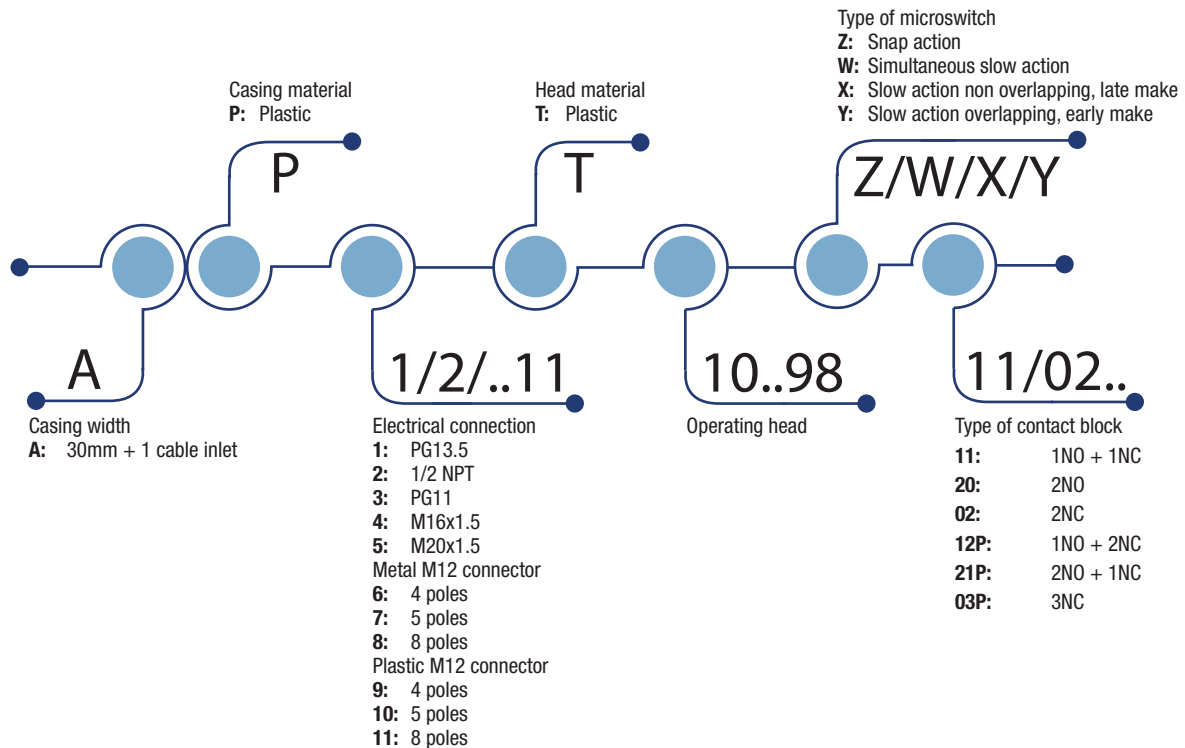 Type of microswitch
Z: Snap action
W: Simultaneous slow action
X: Slow action non overlapping, late make
Y: Slow action overlapping, early make
Casing material
P: Plastic
Head material
T: Plastic
P
T
Z/W/X/Y
A
1/2/..11
10..98
11/02..
Casing width
A: 30mm + 1 cable inlet
Electrical connection
1: PG13.5
2: 1/2 NPT
3: PG11
4: M16x1.5
5: M20x1.5
Metal M12 connector
6: 4 poles
7: 5 poles
8: 8 poles
Plastic M12 connector
9: 4 poles
10: 5 poles
11: 8 poles
Operating head
Type of contact block
11: 1NO + 1NC
20: 2NO
02: 2NC
12P: 1NO + 2NC
21P: 2NO + 1NC
03P: 3NC